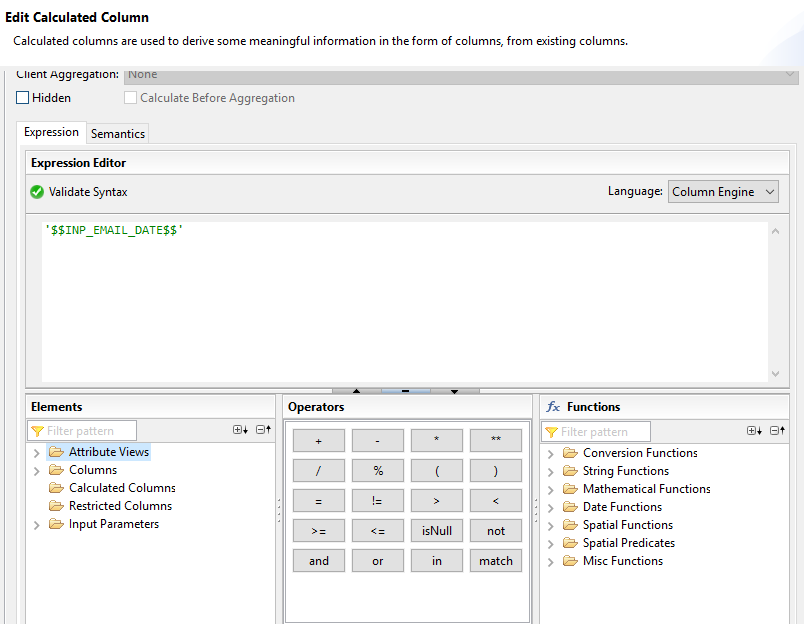 Edit Calculated Column
Calculated columns are used to derive some meaningful information in the form of columns, from existing columns.
Client Aggregation: None
Hidden Calculate Before Aggregation
Expression Semantics
Expression Editor
Validate Syntax Language: Column Engine
'$$INP_EMAIL_DATE$$'
Elements Operators fx Functions
Filter pattern Filter pattern
Attribute Views
Columns
Calculated Columns
Restricted Columns
Input Parameters
+ - * **
/ % ( )
= != > <
>= <= isNull not
and or in match
Conversion Functions
String Functions
Mathematical Functions
Date Functions
Spatial Functions
Spatial Predicates
Misc Functions